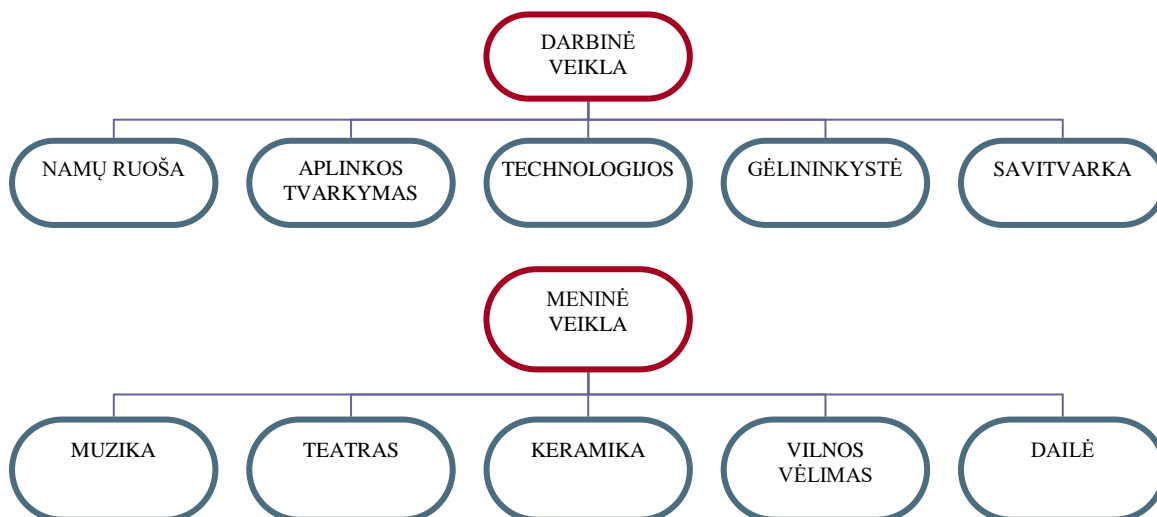 DARBINĖ
VEIKLA
NAMŲ RUOŠA
APLINKOS
TVARKYMAS
TECHNOLOGIJOS
GĖLININKYSTĖ
SAVITVARKA
MENINĖ
VEIKLA
MUZIKA
TEATRAS
KERAMIKA
VILNOS
VĖLIMAS
DAILĖ